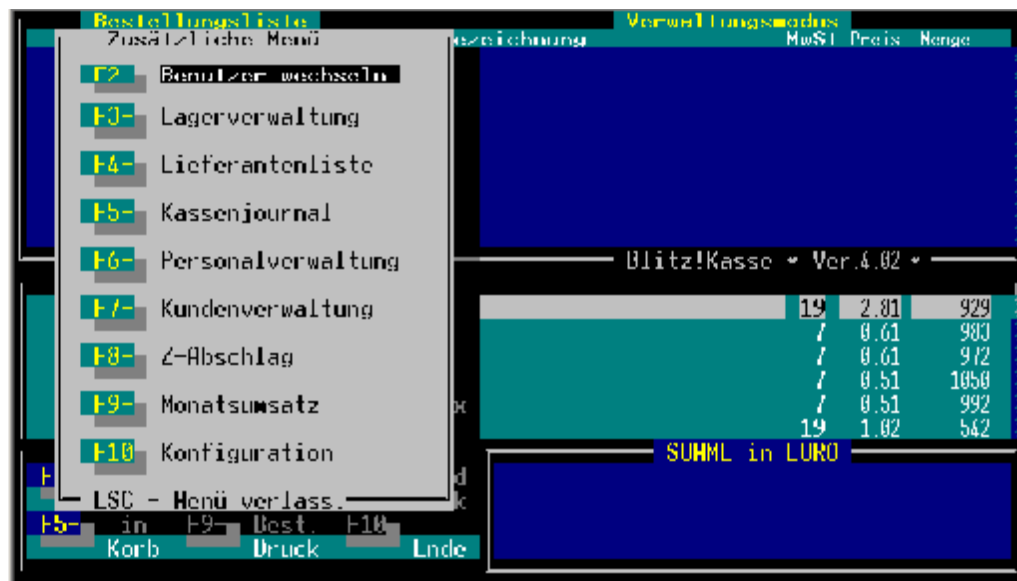 Bestellungsliste Verwaltungsmodus
Zusätzliche Menü ezeichnung MwSt Preis Menge
F2 Benutzer wechseln
F3- Lagerverwaltung
F4- Lieferantenliste
F5- Kassenjournal
F6- Personalverwaltung
Blitz!Kasse * Ver.4.02 *
F7- Kundenverwaltung
19 2.81 929
7 0.61 983
F8- Z-Abschlag
7 0.61 972
7 0.51 1050
F9- Monatsumsatz
x 7 0.51 992
19 1.02 542
F10 Konfiguration
SUMME in EURO
F d
ESC - Menü verlass. k
F5- in F9- Best. F10
Korb Druck Ende